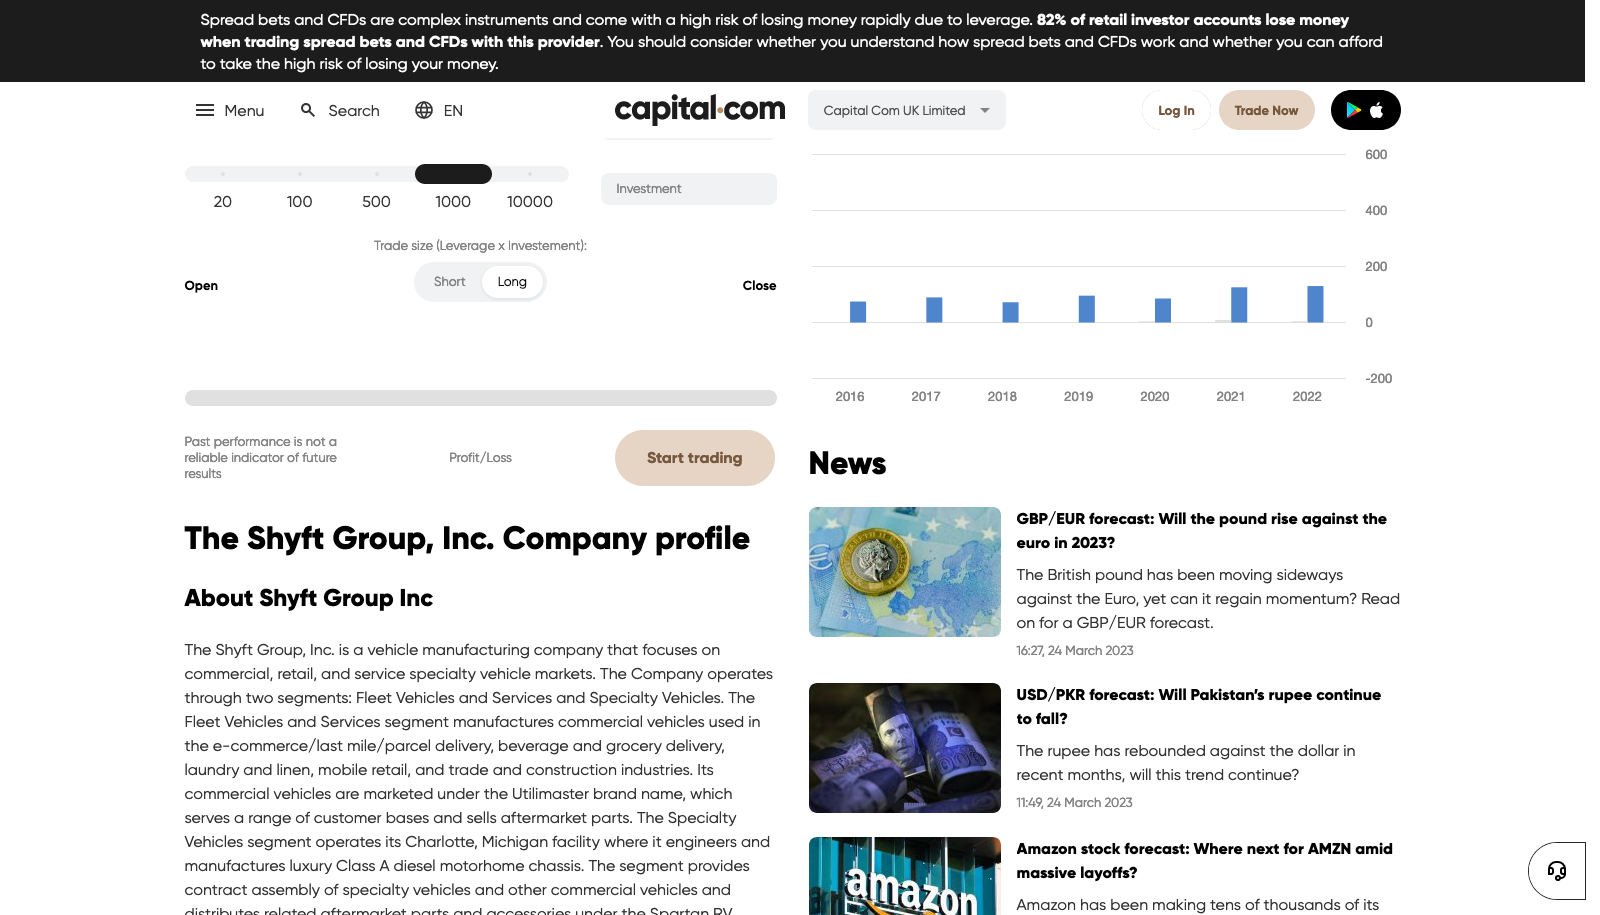 Spread bets and CFDs are complex instruments and come with a high risk of losing money rapidly due to leverage. 82% of retail investor accounts lose money
when trading spread bets and CFDs with this provider. You should consider whether you understand how spread bets and CFDs work and whether you can afford
to take the high risk of losing your money.
Menu
Search
EN
capital.com
Capital Com UK Limited
Log In
Trade Now
20
100
500
1000
10000
Investment
Trade size (Leverage x Investement):
Open
Short
Long
Close
Past performance is not a
reliable indicator of future
results
Profit/Loss
Start trading
The Shyft Group, Inc. Company profile
About Shyft Group Inc
The Shyft Group, Inc. is a vehicle manufacturing company that focuses on
commercial, retail, and service specialty vehicle markets. The Company operates
through two segments: Fleet Vehicles and Services and Specialty Vehicles. The
Fleet Vehicles and Services segment manufactures commercial vehicles used in
the e-commerce/last mile/parcel delivery, beverage and grocery delivery,
laundry and linen, mobile retail, and trade and construction industries. Its
commercial vehicles are marketed under the Utilimaster brand name, which
serves a range of customer bases and sells aftermarket parts. The Specialty
Vehicles segment operates its Charlotte, Michigan facility where it engineers and
manufactures luxury Class A diesel motorhome chassis. The segment provides
contract assembly of specialty vehicles and other commercial vehicles and
distributes related aftermarket parts and accessories under the Spartan RV
600
400
200
0
-200
2016
2017
2018
2019
2020
2021
2022
News
GBP/EUR forecast: Will the pound rise against the
euro in 2023?
The British pound has been moving sideways
against the Euro, yet can it regain momentum? Read
on for a GBP/EUR forecast.
16:27, 24 March 2023
USD/PKR forecast: Will Pakistan's rupee continue
to fall?
The rupee has rebounded against the dollar in
recent months, will this trend continue?
11:49, 24 March 2023
amazon
Amazon stock forecast: Where next for AMZN amid
massive layoffs?
Amazon has been making tens of thousands of its